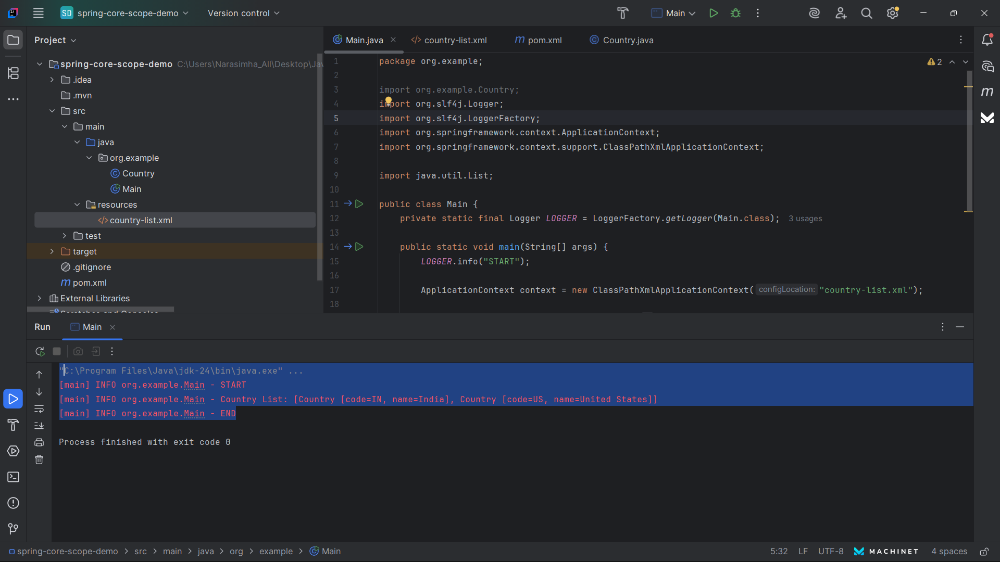 SD spring-core-scope-demo Version control Main
Project
spring-core-scope-demo C:\Users\Narasimha_All\Desktop\Jav
.idea
.mvn
src
main
java
org.example
Country
Main
resources
country-list.xml
test
target
.gitignore
pom.xml
External Libraries
Scratches and Consoles
Main.java country-list.xml pom.xml Country.java
1 package org.example;
2
3 import org.example.Country;
4 import org.slf4j.Logger;
5 import org.slf4j.LoggerFactory;
6 import org.springframework.context.ApplicationContext;
7 import org.springframework.context.support.ClassPathXmlApplicationContext;
8
9 import java.util.List;
10
11 public class Main {
12 private static final Logger LOGGER = LoggerFactory.getLogger(Main.class); 3 usages
13
14 public static void main(String[] args) {
15 LOGGER.info("START");
16
17 ApplicationContext context = new ClassPathXmlApplicationContext( configLocation: "country-list.xml");
18
2
Run Main
"C:\Program Files\Java\jdk-24\bin\java.exe" ...
[main] INFO org.example.Main - START
[main] INFO org.example.Main - Country List: [Country [code=IN, name=India], Country [code=US, name=United States]]
[main] INFO org.example.Main - END
Process finished with exit code 0
spring-core-scope-demo > src > main > java > org > example > Main 5:32 LF UTF-8 MACHINET 4 spaces